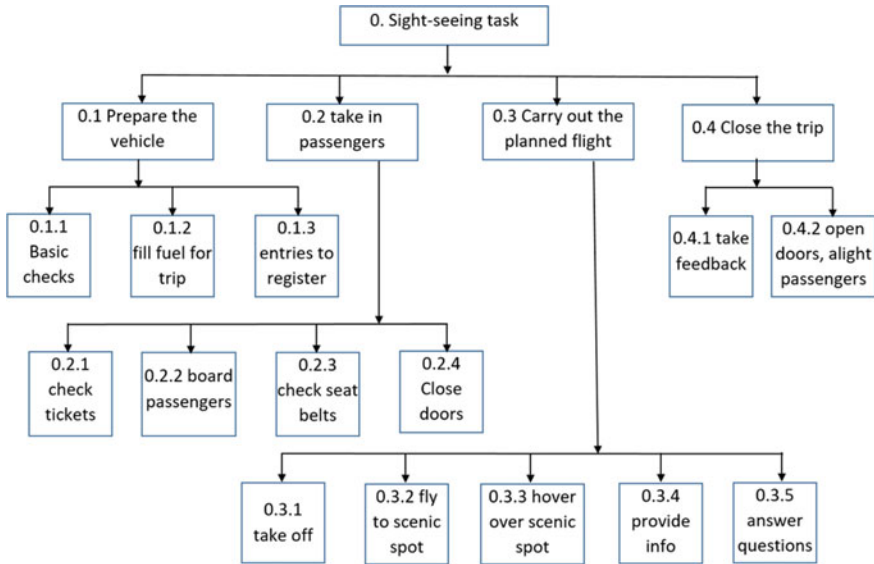 0. Sight-seeing task
0.1 Prepare the
vehicle
0.2 take in
passengers
0.3 Carry out the
planned flight
0.4 Close the trip
0.1.1
Basic
checks
0.1.2
fill fuel for
trip
0.1.3
entries to
register
0.4.1 take
feedback
0.4.2 open
doors, alight
passengers
0.2.1
check
tickets
0.2.2 board
passengers
0.2.3
check seat
belts
0.2.4
Close
doors
0.3.1
take off
0.3.2 fly
to scenic
spot
0.3.3 hover
over scenic
spot
0.3.4
provide
info
0.3.5
answer
questions